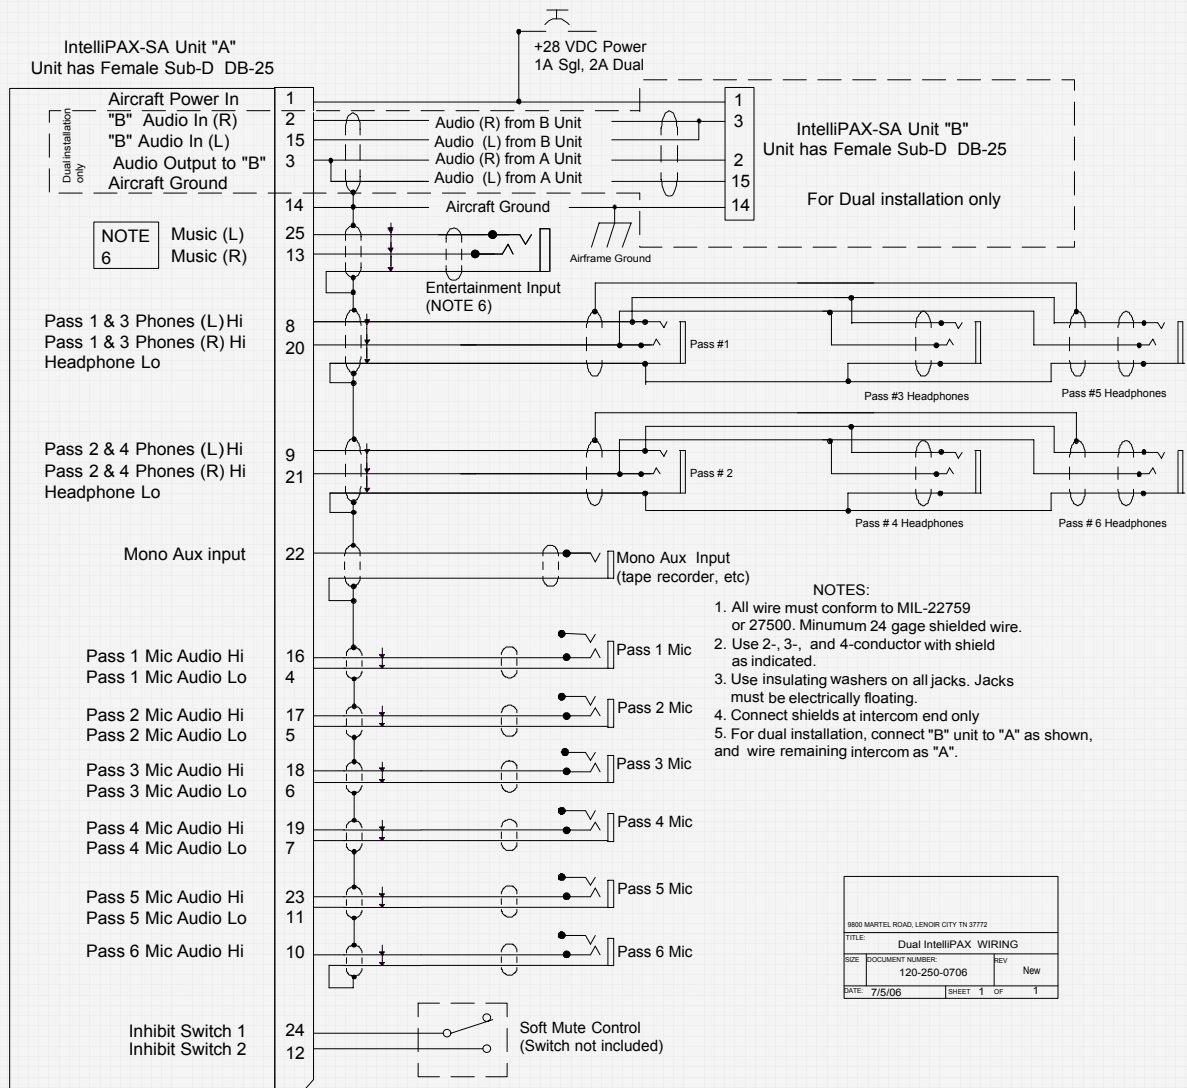 +28 VDC Power
1A Sgl, 2A Dual
IntelliPAX-SA Unit "A"
Unit has Female Sub-D DB-25
Aircraft Power In 1
"B" Audio In (R) 2
"B" Audio In (L) 15
Audio Output to "B" 3
Aircraft Ground
14
Dual installation
only
Audio (R) from B Unit
Audio (L) from B Unit
Audio (R) from A Unit
Audio (L) from A Unit
Aircraft Ground
1
3
2
15
14
IntelliPAX-SA Unit "B"
Unit has Female Sub-D DB-25
For Dual installation only
Airframe Ground
NOTE
6
Music (L) 25
Music (R) 13
Entertainment Input
(NOTE 6)
Pass 1 & 3 Phones (L) Hi 8
Pass 1 & 3 Phones (R) Hi 20
Headphone Lo
Pass #1
Pass #3 Headphones
Pass #5 Headphones
Pass 2 & 4 Phones (L) Hi 9
Pass 2 & 4 Phones (R) Hi 21
Headphone Lo
Pass # 2
Pass # 4 Headphones
Pass # 6 Headphones
Mono Aux input 22
Mono Aux Input
(tape recorder, etc)
NOTES:
1. All wire must conform to MIL-22759
or 27500. Minumum 24 gage shielded wire.
2. Use 2-, 3-, and 4-conductor with shield
as indicated.
3. Use insulating washers on all jacks. Jacks
must be electrically floating.
4. Connect shields at intercom end only
5. For dual installation, connect "B" unit to "A" as shown,
and wire remaining intercom as "A".
Pass 1 Mic Audio Hi 16
Pass 1 Mic Audio Lo 4
Pass 1 Mic
Pass 2 Mic Audio Hi 17
Pass 2 Mic Audio Lo 5
Pass 2 Mic
Pass 3 Mic Audio Hi 18
Pass 3 Mic Audio Lo 6
Pass 3 Mic
Pass 4 Mic Audio Hi 19
Pass 4 Mic Audio Lo 7
Pass 4 Mic
Pass 5 Mic Audio Hi 23
Pass 5 Mic Audio Lo 11
Pass 5 Mic
Pass 6 Mic Audio Hi 10
Pass 6 Mic
Inhibit Switch 1 24
Inhibit Switch 2 12
Soft Mute Control
(Switch not included)
9800 MARTEL ROAD, LENOIR CITY TN 37772
TITLE:
Dual IntelliPAX WIRING
SIZE DOCUMENT NUMBER: REV
120-250-0706 New
DATE: 7/5/06 SHEET 1 OF 1